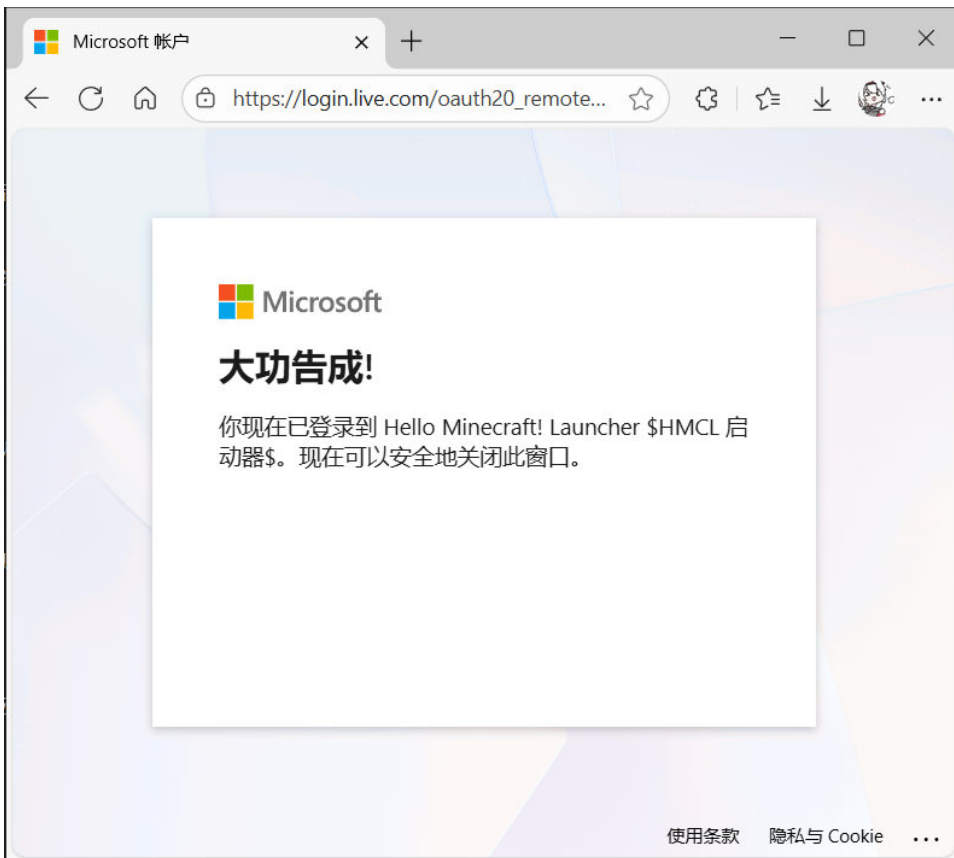 Microsoft 帐户
https://login.live.com/oauth20_remote...
Microsoft
大功告成!
你现在已登录到 Hello Minecraft! Launcher $HMCL 启
动器$。现在可以安全地关闭此窗口。
使用条款 隐私与 Cookie ...